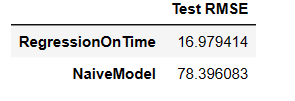 Test RMSE
RegressionOnTime 16.979414
NaiveModel 78.396083